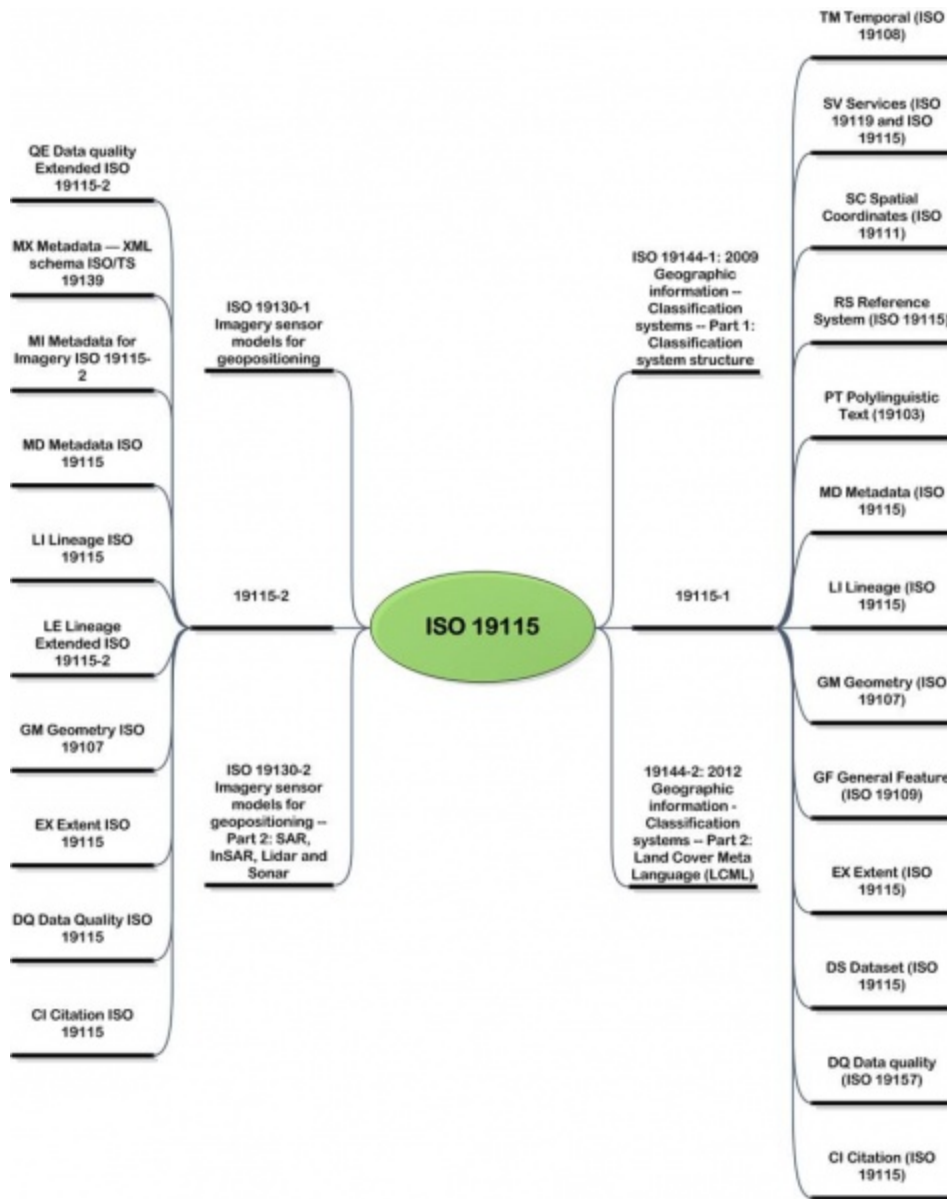 TM Temporal (ISO
19108)
SV Services (ISO
19119 and ISO
19115)
SC Spatial
Coordinates (ISO
19111)
RS Reference
System (ISO 19115)
PT Polylinguistic
Text (19103)
MD Metadata (ISO
19115)
LI Lineage (ISO
19115)
GM Geometry (ISO
19107)
GF General Feature
(ISO 19109)
EX Extent (ISO
19115)
DS Dataset (ISO
19115)
DQ Data quality
(ISO 19157)
CI Citation (ISO
19115)
ISO 19144-1: 2009
Geographic
information --
Classification
systems -- Part 1:
Classification
system structure
19115-1
19144-2: 2012
Geographic
information -
Classification
systems -- Part 2:
Land Cover Meta
Language (LCML)
ISO 19115
ISO 19130-1
Imagery sensor
models for
geopositioning
19115-2
ISO 19130-2
Imagery sensor
models for
geopositioning --
Part 2: SAR,
InSAR, Lidar and
Sonar
QE Data quality
Extended ISO
19115-2
MX Metadata — XML
schema ISO/TS
19139
MI Metadata for
Imagery ISO 19115-
2
MD Metadata ISO
19115
LI Lineage ISO
19115
LE Lineage
Extended ISO
19115-2
GM Geometry ISO
19107
EX Extent ISO
19115
DQ Data Quality ISO
19115
CI Citation ISO
19115